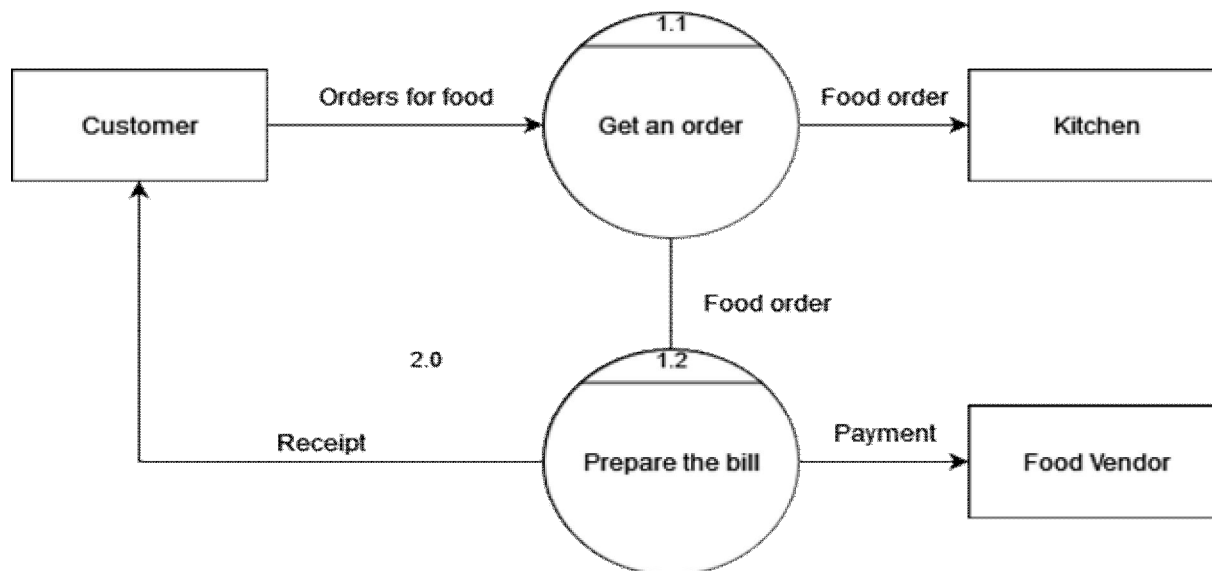 1.1
Customer
Orders for food
Get an order
Food order
Kitchen
Food order
2.0
1.2
Receipt
Prepare the bill
Payment
Food Vendor